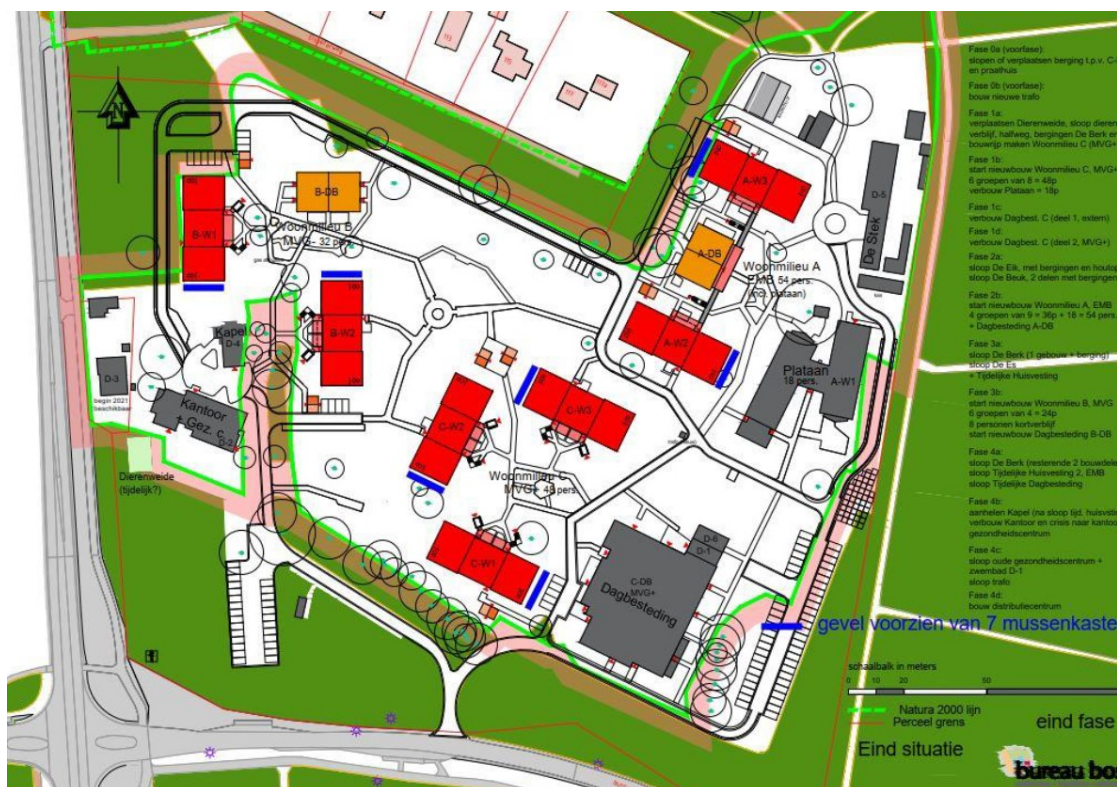 113
115
117
N
B-DB
B-W1
Woonmilieu B
MVG- 32 pers.
B-W2
Kapel
D-4
D-3
begin 2021
beschikbaar
Kantoor
+ Gez. c.
D-2
Dierenweide
(tijdelijk?)
A-W3
A-DB
Woonmilieu A
EMB 54 pers.
(incl. plataan)
A-W2
D-5
De Stek
Plataan
18 pers.
A-W1
C-W3
C-W2
Woonmilieu C
MVG+ 48 pers.
C-W1
D-6
D-1
C-DB
MVG+
Dagbesteding
Fase 0a (voorfase):
slopen of verplaatsen berging t.p.v. C-
en praathuis
Fase 0b (voorfase):
bouw nieuwe trafo
Fase 1a:
verplaatsen Dierenweide, sloop dieren
verblijf, halfweg, bergingen De Berk en
bouwrijp maken Woonmilieu C (MVG+
Fase 1b:
start nieuwbouw Woonmilieu C, MVG+
6 groepen van 8 = 48p
verbouw Plataan = 18p
Fase 1c:
verbouw Dagbest. C (deel 1, extern)
Fase 1d:
verbouw Dagbest. C (deel 2, MVG+)
Fase 2a:
sloop De Eik, met bergingen en houtop
sloop De Beuk, 2 delen met bergingen
Fase 2b:
start nieuwbouw Woonmilieu A, EMB
4 groepen van 9 = 36p + 18 = 54 pers.
+ Dagbesteding A-DB
Fase 3a:
sloop De Berk (1 gebouw + berging)
sloop De Es
+ Tijdelijke Huisvesting
Fase 3b:
start nieuwbouw Woonmilieu B, MVG
6 groepen van 4 = 24p
8 personen kortverblijf
start nieuwbouw Dagbesteding B-DB
Fase 4a:
sloop De Berk (resterende 2 bouwdele
sloop Tijdelijke Huisvesting 2, EMB
sloop Tijdelijke Dagbesteding
Fase 4b:
aanhelen Kapel (na sloop tijd. huisvsti
verbouw Kantoor en crisis naar kantoo
gezondheidscentrum
Fase 4c:
sloop oude gezondheidscentrum +
zwembad D-1
sloop trafo
Fase 4d:
bouw distributiecentrum
gevel voorzien van 7 mussenkaste
schaalbalk in meters
0 10 20 50
Natura 2000 lijn
Perceel grens
eind fase
Eind situatie
bureau bos